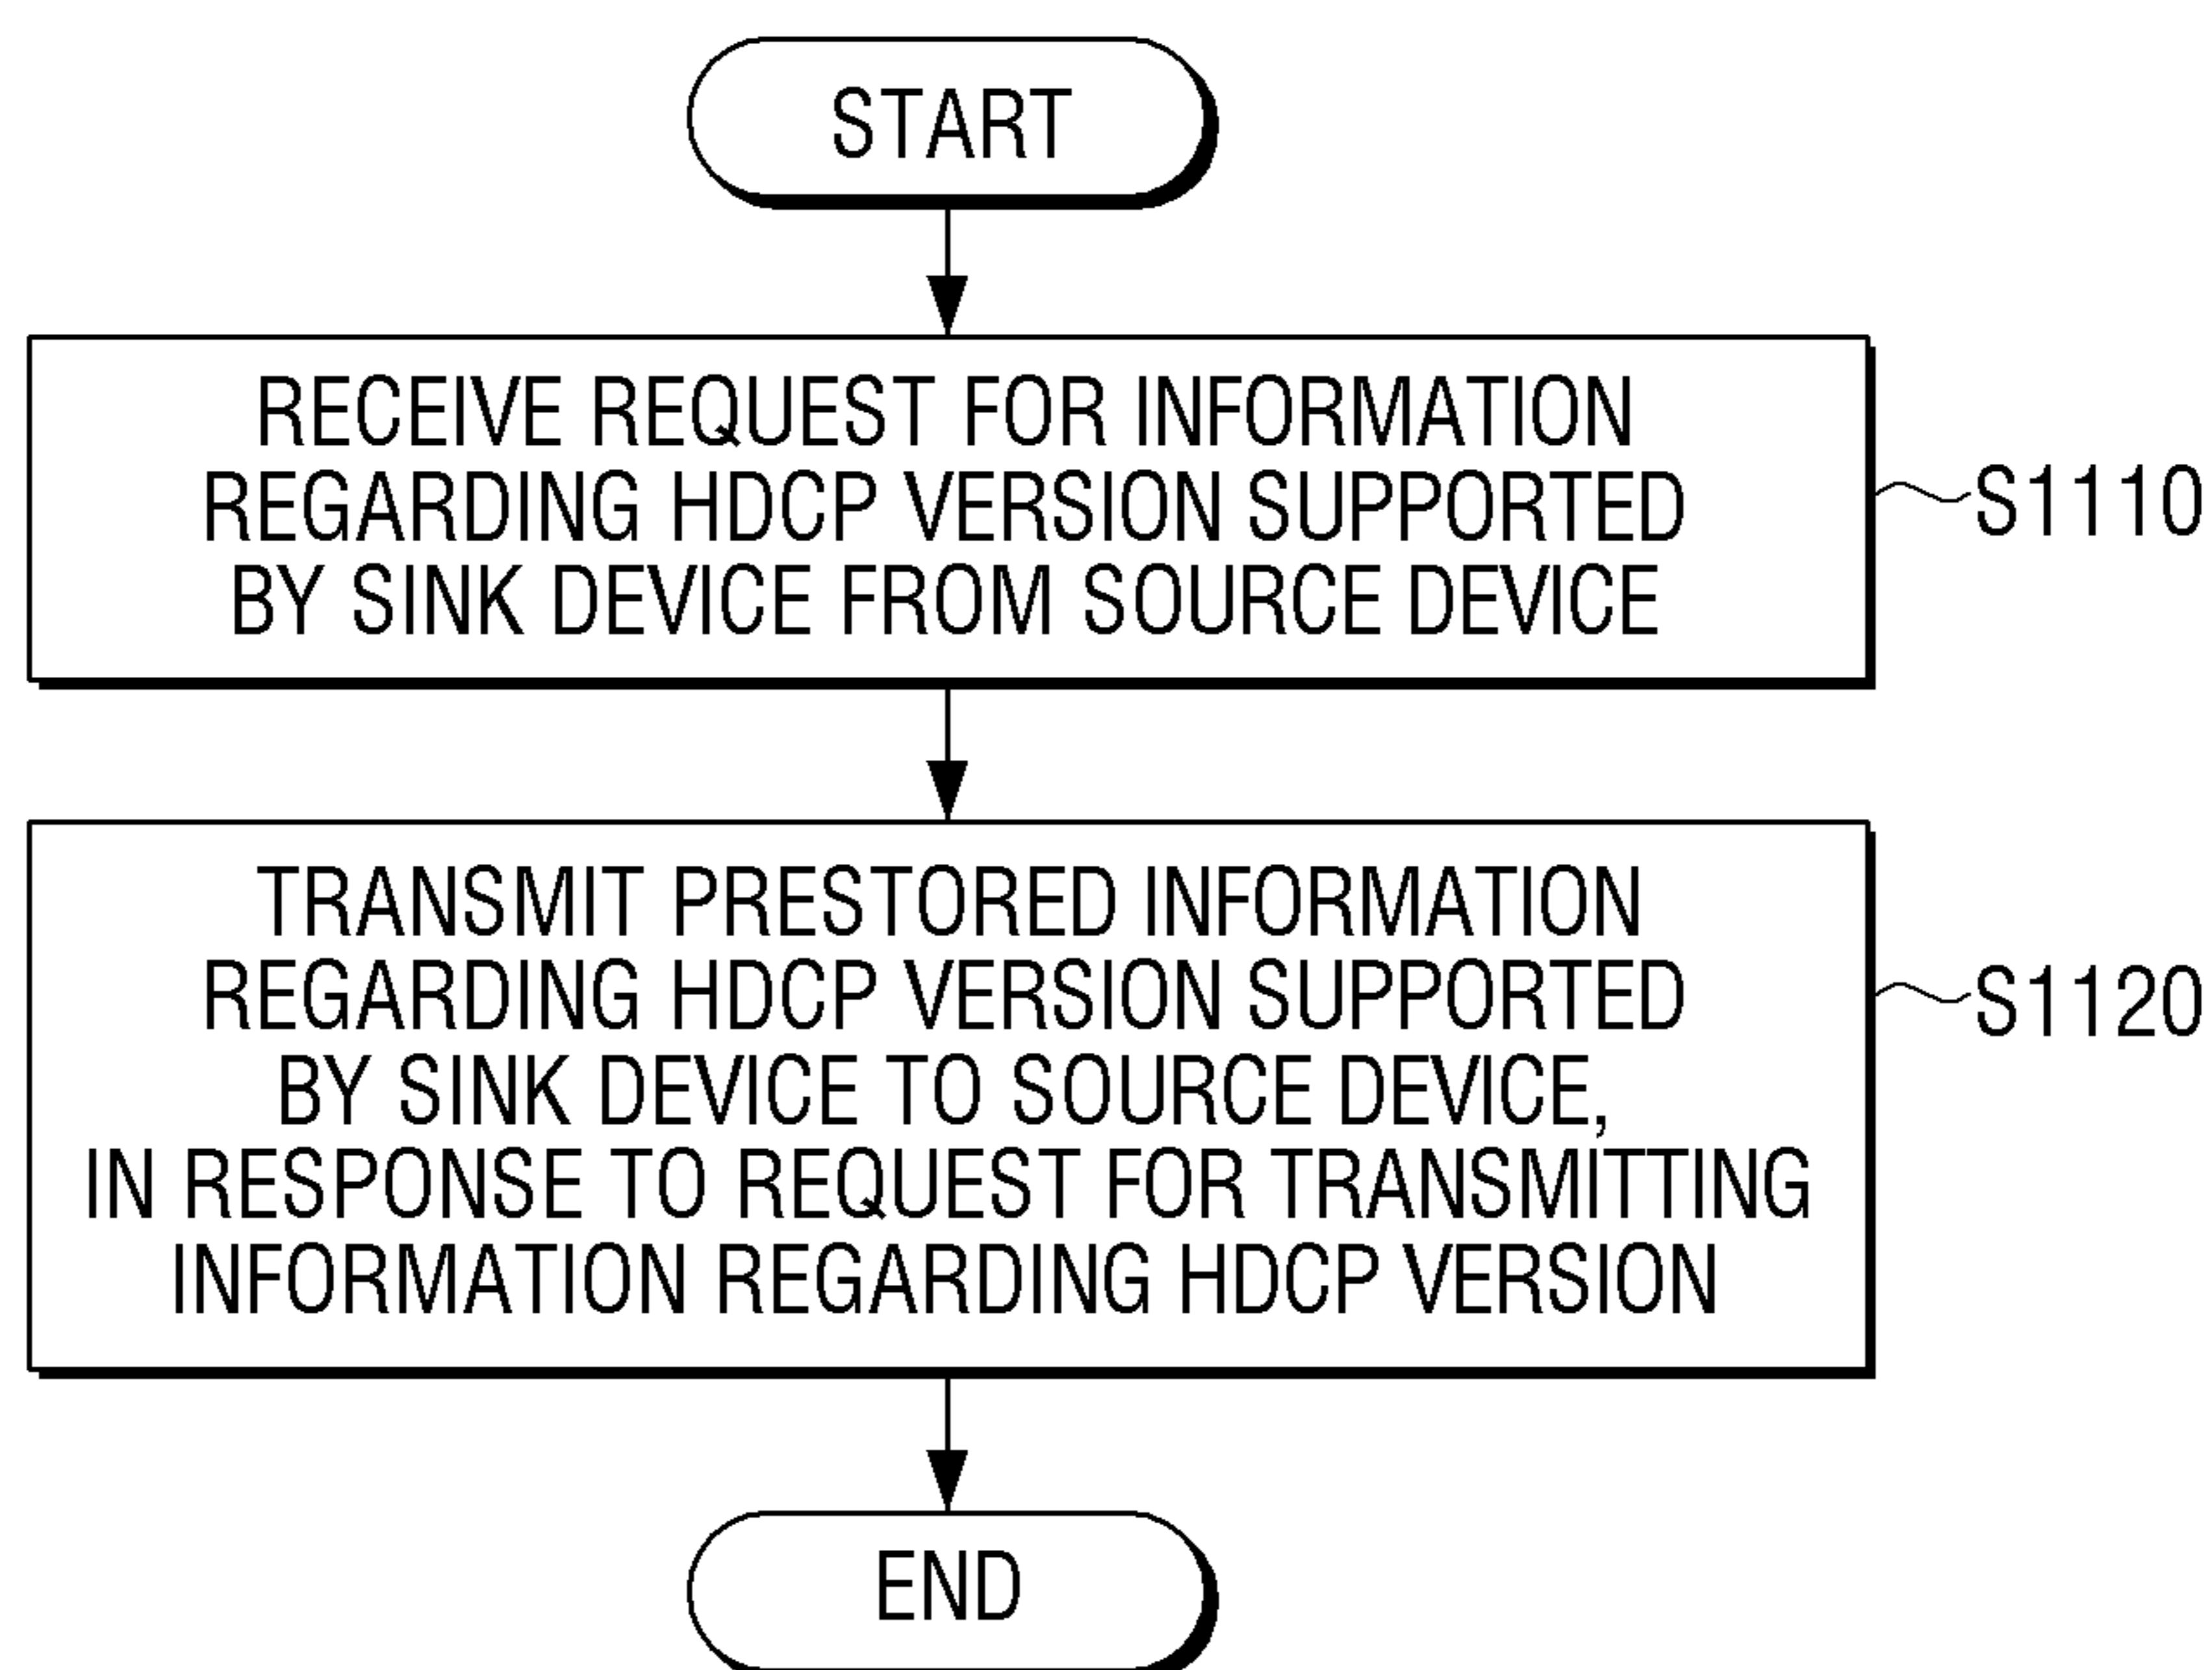 START
RECEIVE REQUEST FOR INFORMATION
REGARDING HDCP VERSION SUPPORTED
BY SINK DEVICE FROM SOURCE DEVICE
S1110
TRANSMIT PRESTORED INFORMATION
REGARDING HDCP VERSION SUPPORTED
BY SINK DEVICE TO SOURCE DEVICE,
IN RESPONSE TO REQUEST FOR TRANSMITTING
INFORMATION REGARDING HDCP VERSION
S1120
END